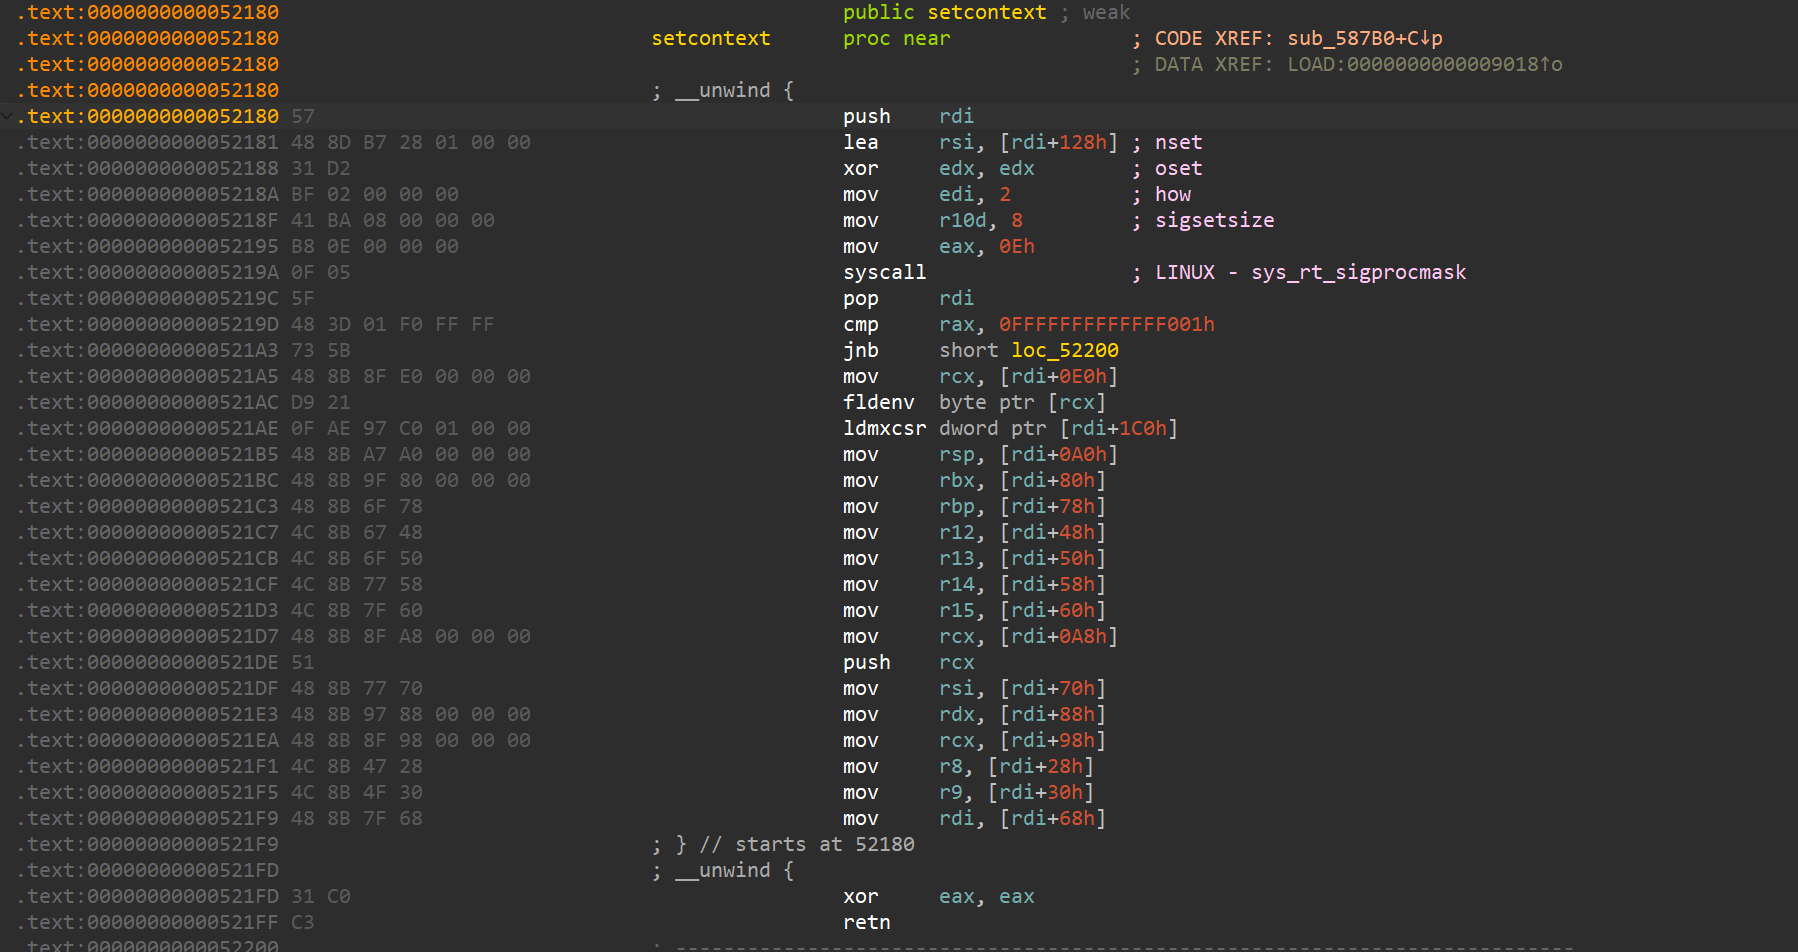 .text:0000000000052180 public setcontext ; weak
.text:0000000000052180 setcontext proc near ; CODE XREF: sub_587B0+C↓p
.text:0000000000052180 ; DATA XREF: LOAD:0000000000009018↑o
.text:0000000000052180 ; __unwind {
.text:0000000000052180 57 push rdi
.text:0000000000052181 48 8D B7 28 01 00 00 lea rsi, [rdi+128h] ; nset
.text:0000000000052188 31 D2 xor edx, edx ; oset
.text:000000000005218A BF 02 00 00 00 mov edi, 2 ; how
.text:000000000005218F 41 BA 08 00 00 00 mov r10d, 8 ; sigsetsize
.text:0000000000052195 B8 0E 00 00 00 mov eax, 0Eh
.text:000000000005219A 0F 05 syscall ; LINUX - sys_rt_sigprocmask
.text:000000000005219C 5F pop rdi
.text:000000000005219D 48 3D 01 F0 FF FF cmp rax, 0FFFFFFFFFFFFF001h
.text:00000000000521A3 73 5B jnb short loc_52200
.text:00000000000521A5 48 8B 8F E0 00 00 00 mov rcx, [rdi+0E0h]
.text:00000000000521AC D9 21 fldenv byte ptr [rcx]
.text:00000000000521AE 0F AE 97 C0 01 00 00 ldmxcsr dword ptr [rdi+1C0h]
.text:00000000000521B5 48 8B A7 A0 00 00 00 mov rsp, [rdi+0A0h]
.text:00000000000521BC 48 8B 9F 80 00 00 00 mov rbx, [rdi+80h]
.text:00000000000521C3 48 8B 6F 78 mov rbp, [rdi+78h]
.text:00000000000521C7 4C 8B 67 48 mov r12, [rdi+48h]
.text:00000000000521CB 4C 8B 6F 50 mov r13, [rdi+50h]
.text:00000000000521CF 4C 8B 77 58 mov r14, [rdi+58h]
.text:00000000000521D3 4C 8B 7F 60 mov r15, [rdi+60h]
.text:00000000000521D7 48 8B 8F A8 00 00 00 mov rcx, [rdi+0A8h]
.text:00000000000521DE 51 push rcx
.text:00000000000521DF 48 8B 77 70 mov rsi, [rdi+70h]
.text:00000000000521E3 48 8B 97 88 00 00 00 mov rdx, [rdi+88h]
.text:00000000000521EA 48 8B 8F 98 00 00 00 mov rcx, [rdi+98h]
.text:00000000000521F1 4C 8B 47 28 mov r8, [rdi+28h]
.text:00000000000521F5 4C 8B 4F 30 mov r9, [rdi+30h]
.text:00000000000521F9 48 8B 7F 68 mov rdi, [rdi+68h]
.text:00000000000521F9 ; } // starts at 52180
.text:00000000000521FD ; __unwind {
.text:00000000000521FD 31 C0 xor eax, eax
.text:00000000000521FF C3 retn
.text:0000000000052200 ; ---------------------------------------------------------------------------